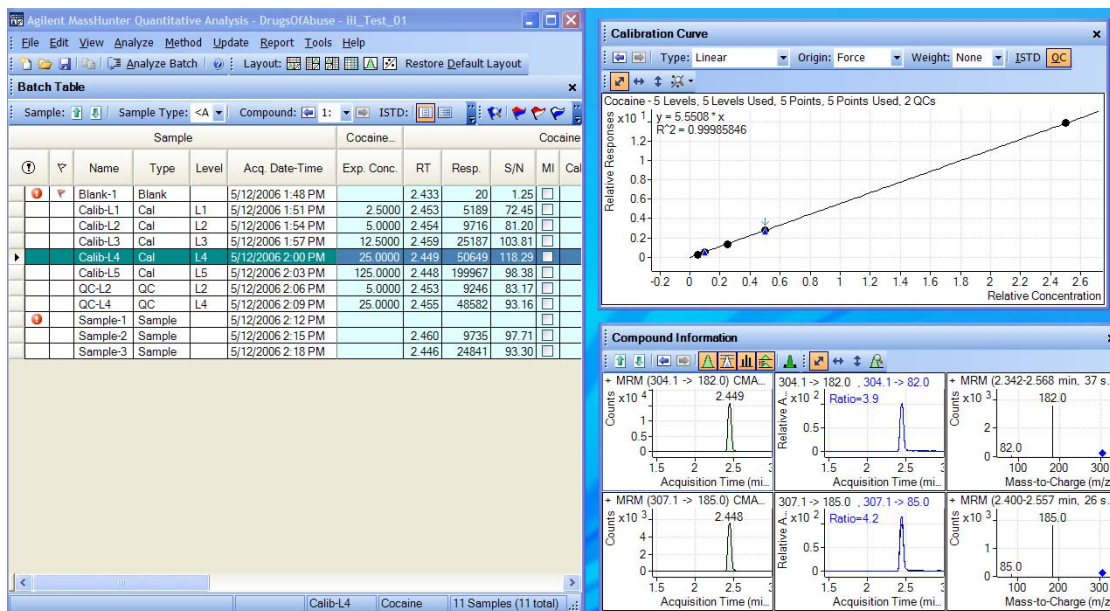 Agilent MassHunter Quantitative Analysis - DrugsOfAbuse - iii_Test_01
File Edit View Analyze Method Update Report Tools Help
Analyze Batch Layout: Restore Default Layout
Batch Table
Sample: Sample Type: <A Compound: 1: ISTD:
Sample Cocaine... Cocaine
Name Type Level Acq. Date-Time Exp. Conc. RT Resp. S/N MI Cal
Blank-1 Blank 5/12/2006 1:48 PM 2.433 20 1.25
Calib-L1 Cal L1 5/12/2006 1:51 PM 2.5000 2.453 5189 72.45
Calib-L2 Cal L2 5/12/2006 1:54 PM 5.0000 2.454 9716 81.20
Calib-L3 Cal L3 5/12/2006 1:57 PM 12.5000 2.459 25187 103.81
Calib-L4 Cal L4 5/12/2006 2:00 PM 25.0000 2.449 50649 118.29
Calib-L5 Cal L5 5/12/2006 2:03 PM 125.0000 2.448 199967 98.38
QC-L2 QC L2 5/12/2006 2:06 PM 5.0000 2.453 9246 83.17
QC-L4 QC L4 5/12/2006 2:09 PM 25.0000 2.455 48582 93.16
Sample-1 Sample 5/12/2006 2:12 PM
Sample-2 Sample 5/12/2006 2:15 PM 2.460 9735 97.71
Sample-3 Sample 5/12/2006 2:18 PM 2.446 24841 93.30
Calib-L4 Cocaine 11 Samples (11 total)
Calibration Curve
Type: Linear Origin: Force Weight: None ISTD QC
Cocaine - 5 Levels, 5 Levels Used, 5 Points, 5 Points Used, 2 QCs
x10 1 y = 5.5508 * x
R^2 = 0.99985846
Relative Responses
1.2
1
0.8
0.6
0.4
0.2
0
-0.2 0 0.2 0.4 0.6 0.8 1 1.2 1.4 1.6 1.8 2 2.2 2.4 2.6
Relative Concentration
Compound Information
+ MRM (304.1 -> 182.0) CMA...
Counts
x10 4
2.449
1
0.5
0
1.5 2 2.5 3
Acquisition Time (mi...
304.1 -> 182.0 , 304.1 -> 82.0
Relative A...
x10 2 Ratio=3.9
0.5
0
1.5 2 2.5 3
Acquisition Time (mi...
+ MRM (2.342-2.568 min, 37 s...
Counts
x10 3
182.0
2
82.0
0
100 200 300
Mass-to-Charge (m/z
+ MRM (307.1 -> 185.0) CMA...
Counts
x10 3
2.448
4
2
0
1.5 2 2.5 3
Acquisition Time (mi...
307.1 -> 185.0 , 307.1 -> 85.0
Relative A...
x10 2 Ratio=4.2
0.5
0
1.5 2 2.5 3
Acquisition Time (mi...
+ MRM (2.400-2.557 min, 26 s...
Counts
x10 3
185.0
1
85.0
0
100 200 300
Mass-to-Charge (m/z